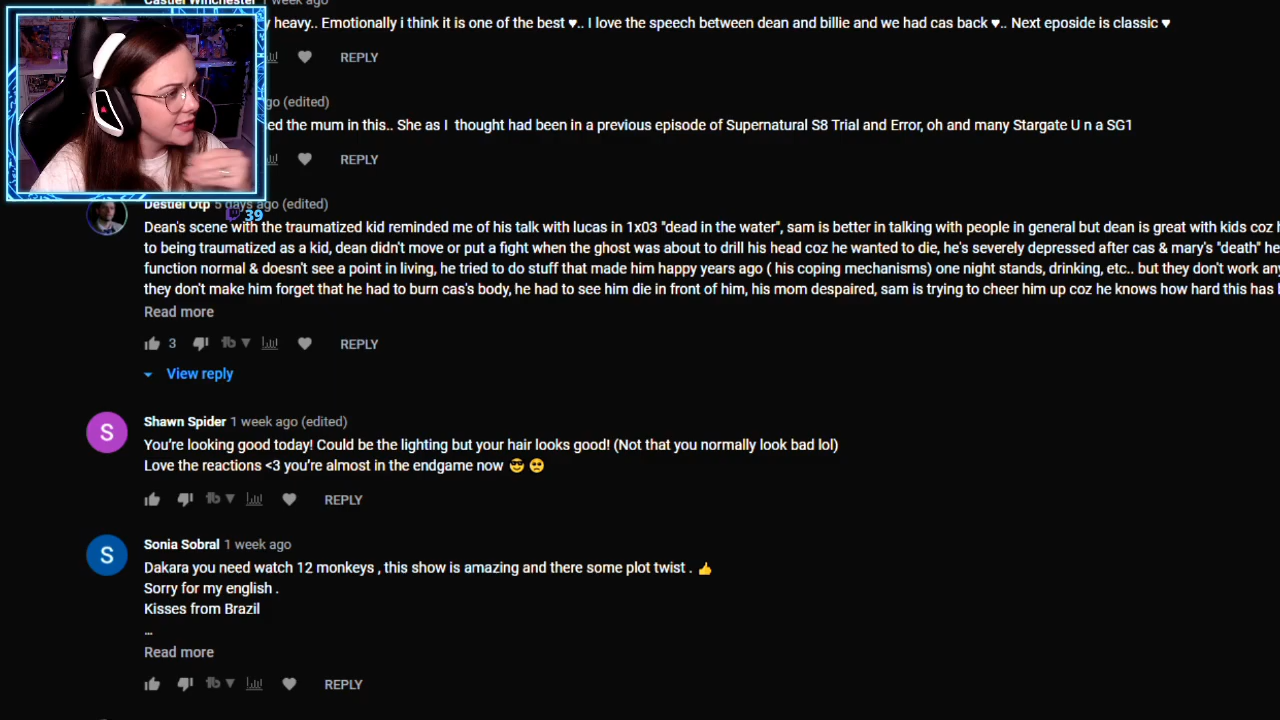 Castiel Winchester 1 week ago
y heavy.. Emotionally i think it is one of the best ♥.. I love the speech between dean and billie and we had cas back ♥.. Next eposide is classic ♥
REPLY
go (edited)
sed the mum in this.. She as I thought had been in a previous episode of Supernatural S8 Trial and Error, oh and many Stargate U n a SG1
REPLY
Destiel Otp 5 days ago (edited)
39
Dean's scene with the traumatized kid reminded me of his talk with lucas in 1x03 "dead in the water", sam is better in talking with people in general but dean is great with kids coz
to being traumatized as a kid, dean didn't move or put a fight when the ghost was about to drill his head coz he wanted to die, he's severely depressed after cas & mary's "death" he
function normal & doesn't see a point in living, he tried to do stuff that made him happy years ago ( his coping mechanisms) one night stands, drinking, etc.. but they don't work any
they don't make him forget that he had to burn cas's body, he had to see him die in front of him, his mom despaired, sam is trying to cheer him up coz he knows how hard this has
Read more
3 REPLY
View reply
S
Shawn Spider 1 week ago (edited)
You're looking good today! Could be the lighting but your hair looks good! (Not that you normally look bad lol)
Love the reactions <3 you're almost in the endgame now 😎 🥺
REPLY
S
Sonia Sobral 1 week ago
Dakara you need watch 12 monkeys , this show is amazing and there some plot twist . 👍
Sorry for my english .
Kisses from Brazil
...
Read more
REPLY